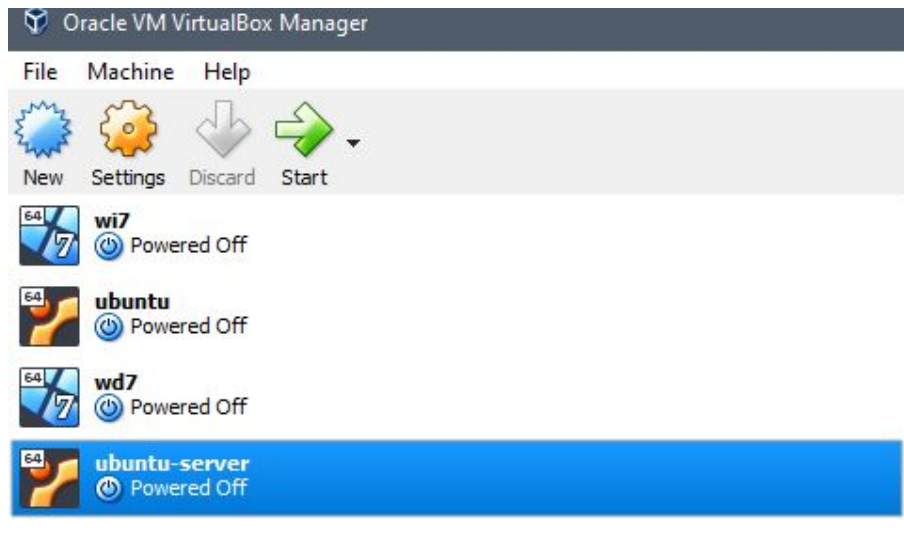 Oracle VM VirtualBox Manager
File Machine Help
New Settings Discard Start
64 7 wi7
Powered Off
64 ubuntu
Powered Off
64 7 wd7
Powered Off
64 ubuntu-server
Powered Off